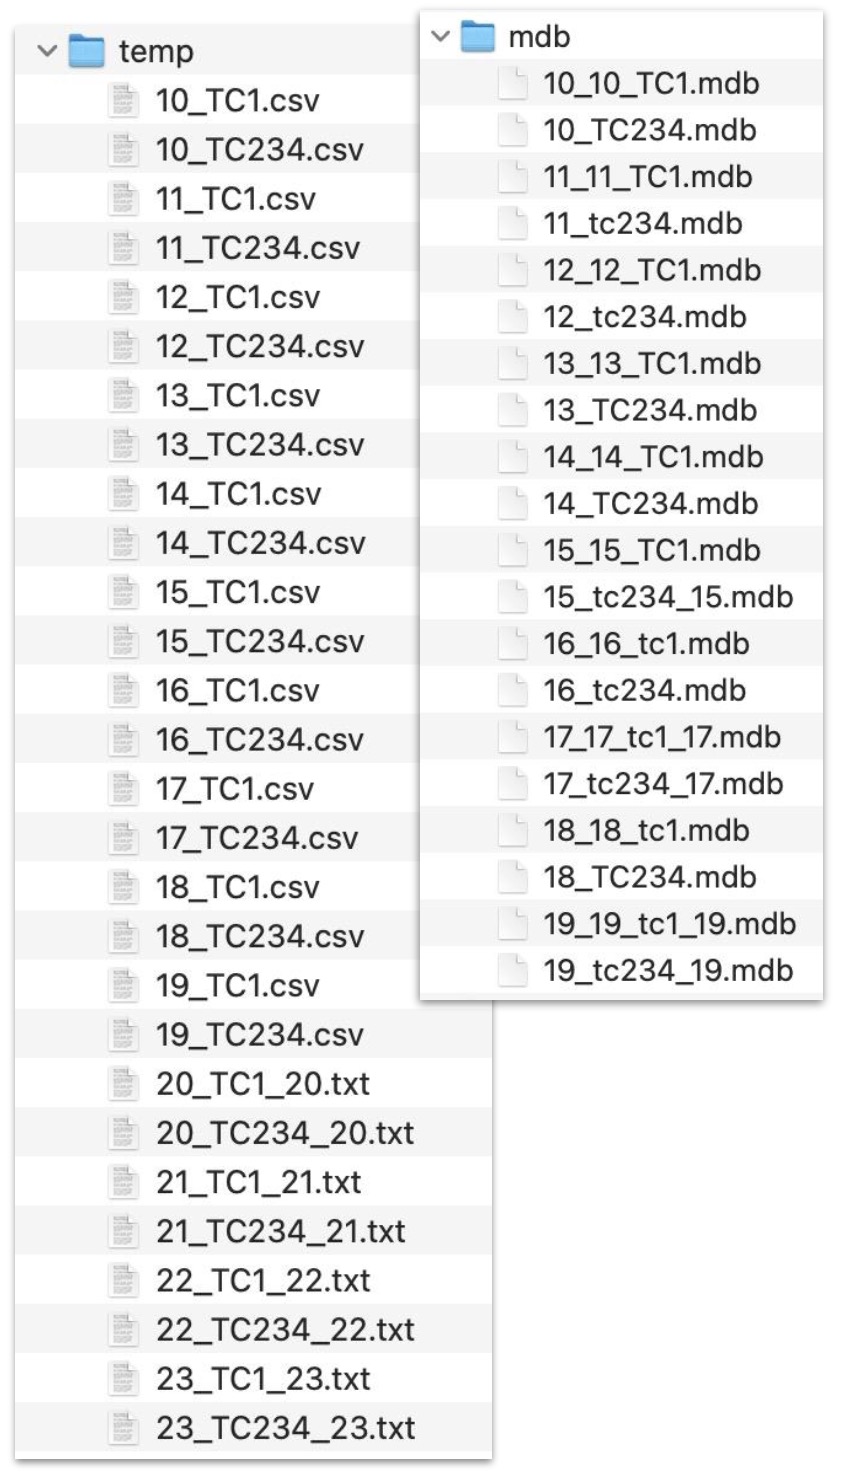 temp
10_TC1.csv
10_TC234.csv
11_TC1.csv
11_TC234.csv
12_TC1.csv
12_TC234.csv
13_TC1.csv
13_TC234.csv
14_TC1.csv
14_TC234.csv
15_TC1.csv
15_TC234.csv
16_TC1.csv
16_TC234.csv
17_TC1.csv
17_TC234.csv
18_TC1.csv
18_TC234.csv
19_TC1.csv
19_TC234.csv
20_TC1_20.txt
20_TC234_20.txt
21_TC1_21.txt
21_TC234_21.txt
22_TC1_22.txt
22_TC234_22.txt
23_TC1_23.txt
23_TC234_23.txt
mdb
10_10_TC1.mdb
10_TC234.mdb
11_11_TC1.mdb
11_tc234.mdb
12_12_TC1.mdb
12_tc234.mdb
13_13_TC1.mdb
13_TC234.mdb
14_14_TC1.mdb
14_TC234.mdb
15_15_TC1.mdb
15_tc234_15.mdb
16_16_tc1.mdb
16_tc234.mdb
17_17_tc1_17.mdb
17_tc234_17.mdb
18_18_tc1.mdb
18_TC234.mdb
19_19_tc1_19.mdb
19_tc234_19.mdb